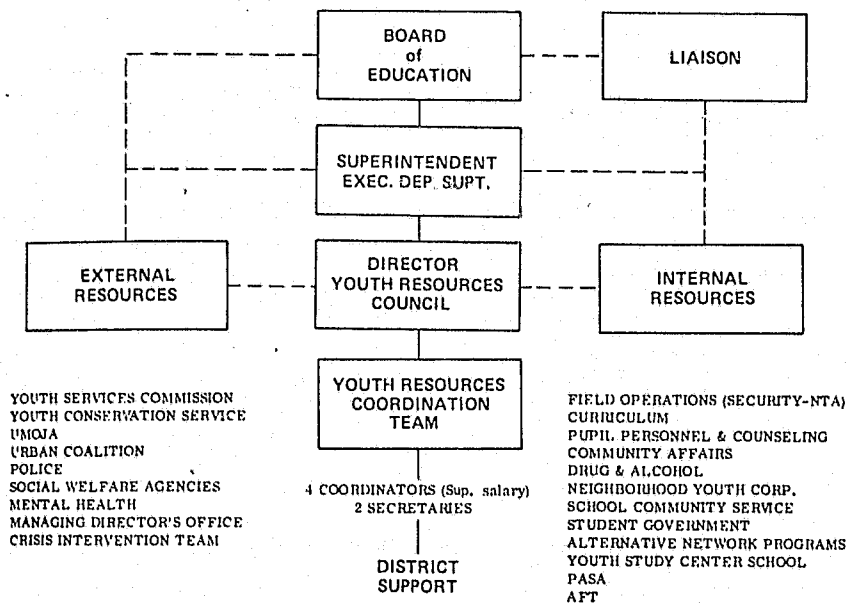 BOARD
of
EDUCATION
LIAISON
SUPERINTENDENT
EXEC. DEP. SUPT.
EXTERNAL
RESOURCES
DIRECTOR
YOUTH RESOURCES
COUNCIL
INTERNAL
RESOURCES
YOUTH RESOURCES
COORDINATION
TEAM
YOUTH SERVICES COMMISSION
YOUTH CONSERVATION SERVICE
UMOJA
URBAN COALITION
POLICE
SOCIAL WELFARE AGENCIES
MENTAL HEALTH
MANAGING DIRECTOR'S OFFICE
CRISIS INTERVENTION TEAM
4 COORDINATORS (Sup. salary)
2 SECRETARIES
DISTRICT
SUPPORT
FIELD OPERATIONS (SECURITY-NTA)
CURRICULUM
PUPIL PERSONNEL & COUNSELING
COMMUNITY AFFAIRS
DRUG & ALCOHOL
NEIGHBORHOOD YOUTH CORP.
SCHOOL COMMUNITY SERVICE
STUDENT GOVERNMENT
ALTERNATIVE NETWORK PROGRAMS
YOUTH STUDY CENTER SCHOOL
PASA
AFT